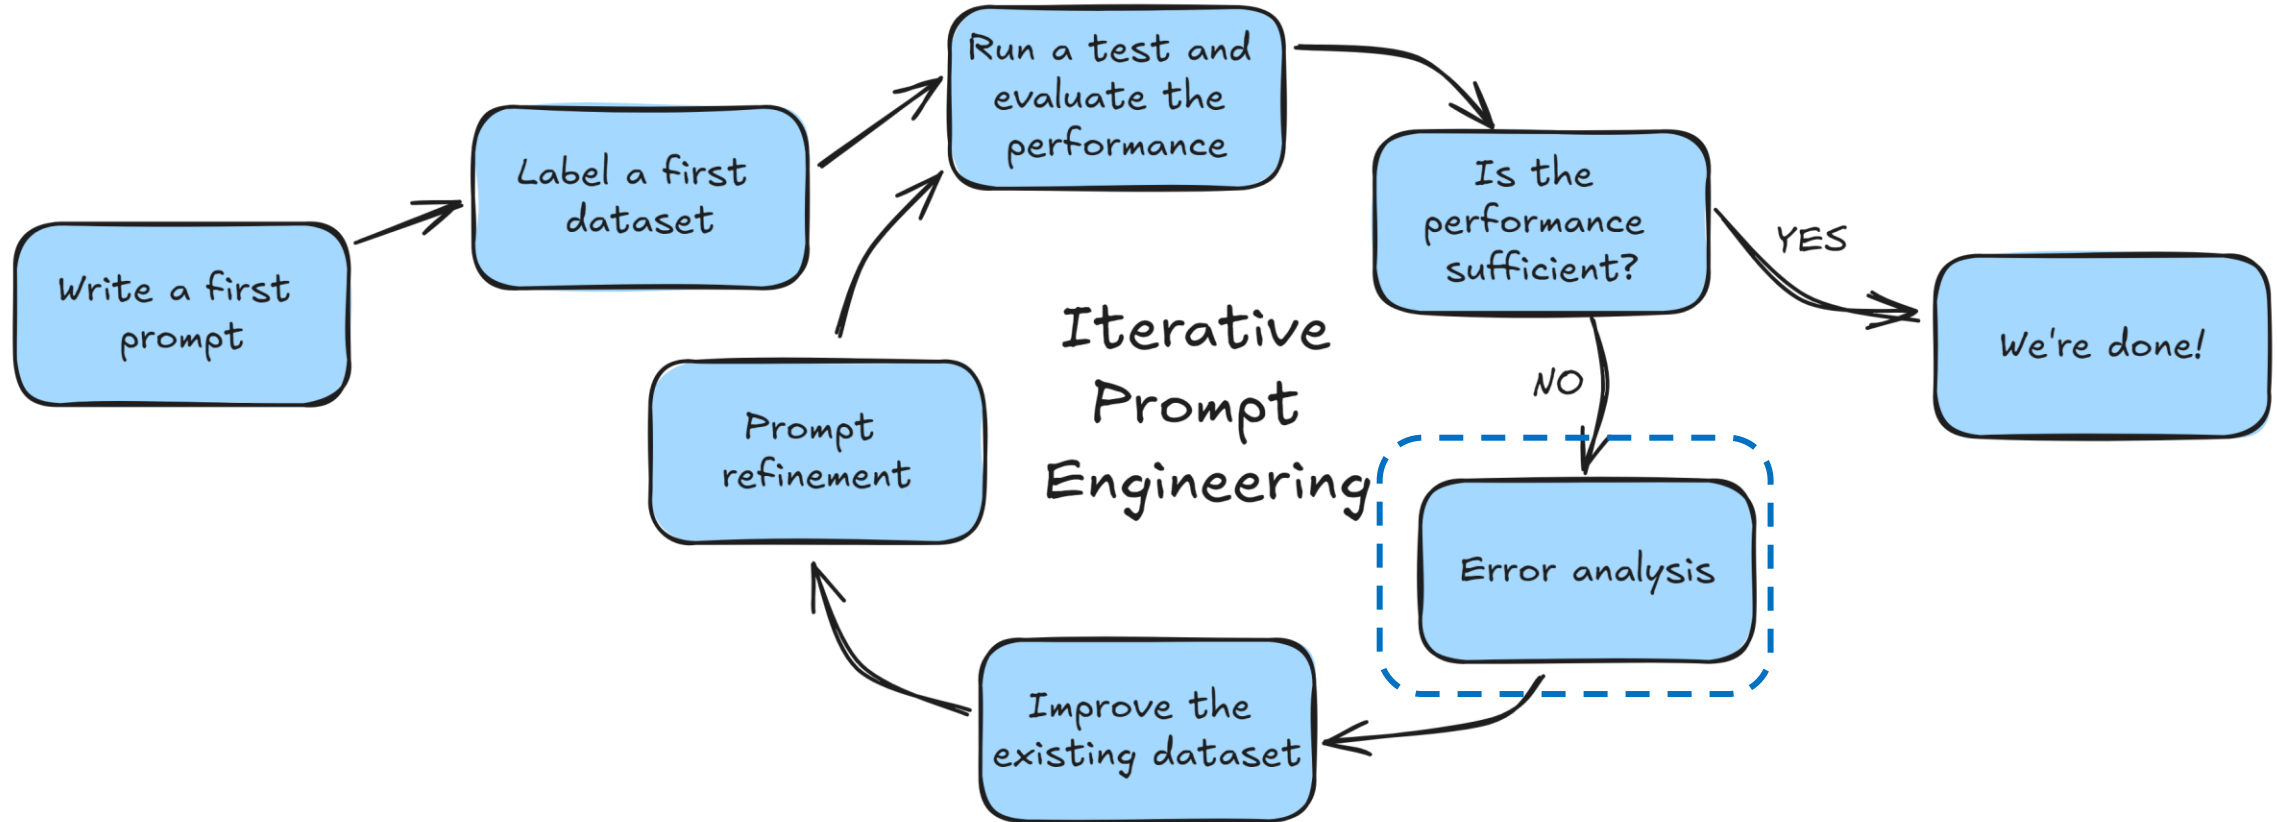 Write a first
prompt
Label a first
dataset
Run a test and
evaluate the
performance
Is the
performance
sufficient?
YES
We're done!
NO
Error analysis
Improve the
existing dataset
Prompt
refinement
Iterative
Prompt
Engineering